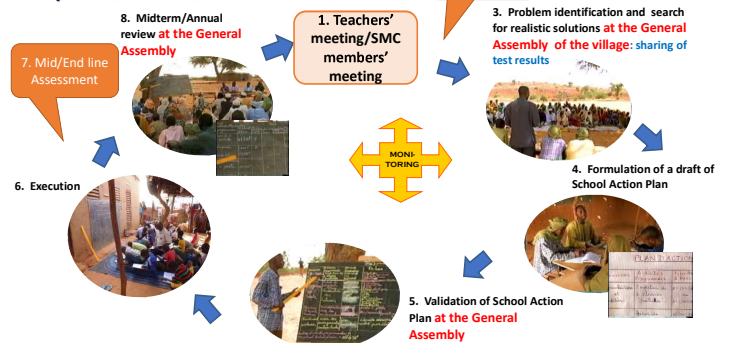 8. Midterm/Annual
review at the General
Assembly
1. Teachers’
meeting/SMC
members’
meeting
3. Problem identification and search
for realistic solutions at the General
Assembly of the village: sharing of
test results
7. Mid/End line
Assessment
MONI-
TORING
4. Formulation of a draft of
School Action Plan
6. Execution
PLAN D'ACTION
5. Validation of School Action
Plan at the General
Assembly